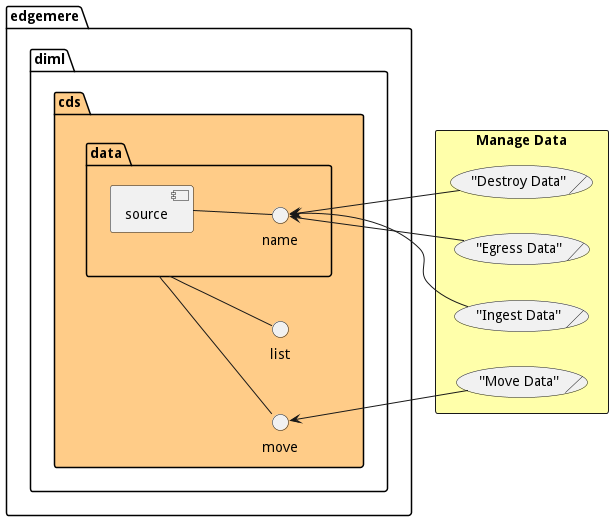 edgemere
diml
cds
data
source
name
list
move
Manage Data
"Destroy Data"
"Egress Data"
"Ingest Data"
"Move Data"